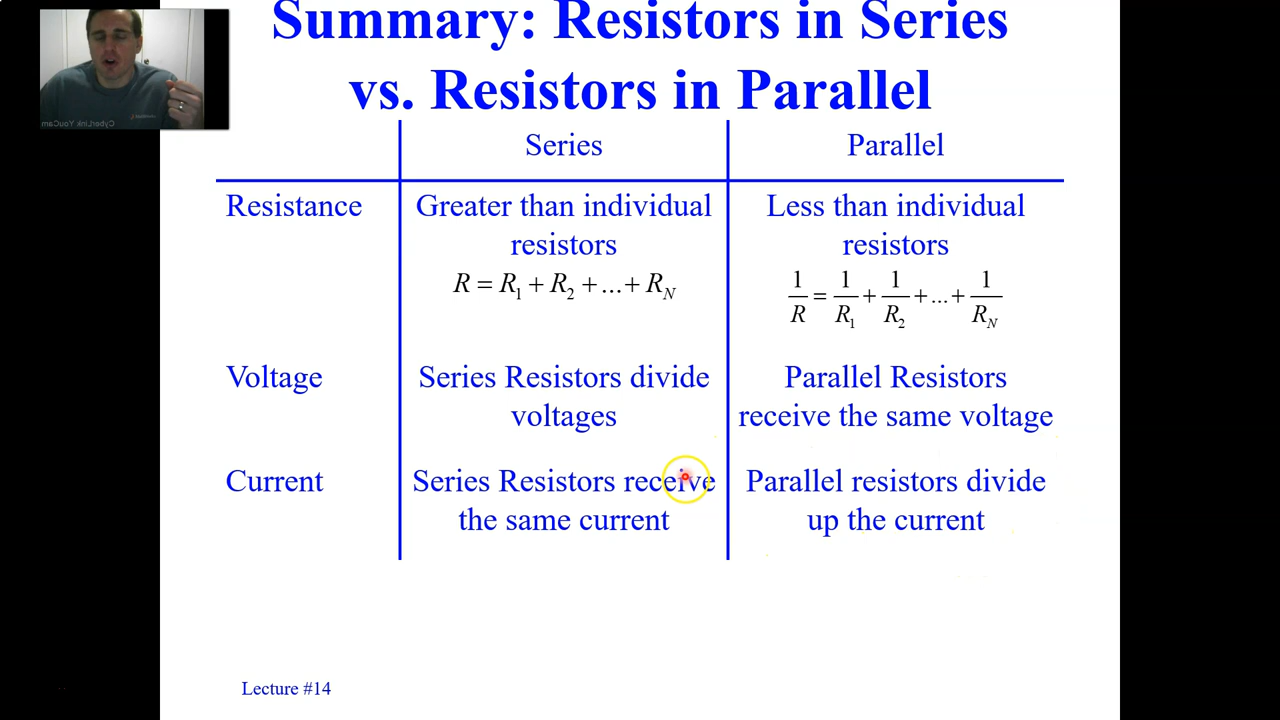 Summary: Resistors in Series
vs. Resistors in Parallel
Series
Parallel
Resistance
Greater than individual
resistors
R = R₁ + R₂ + ... + R_N
Less than individual
resistors
1/R = 1/R₁ + 1/R₂ + ... + 1/R_N
Voltage
Series Resistors divide
voltages
Parallel Resistors
receive the same voltage
Current
Series Resistors receive
the same current
Parallel resistors divide
up the current
Lecture #14
CyberLink YouCam